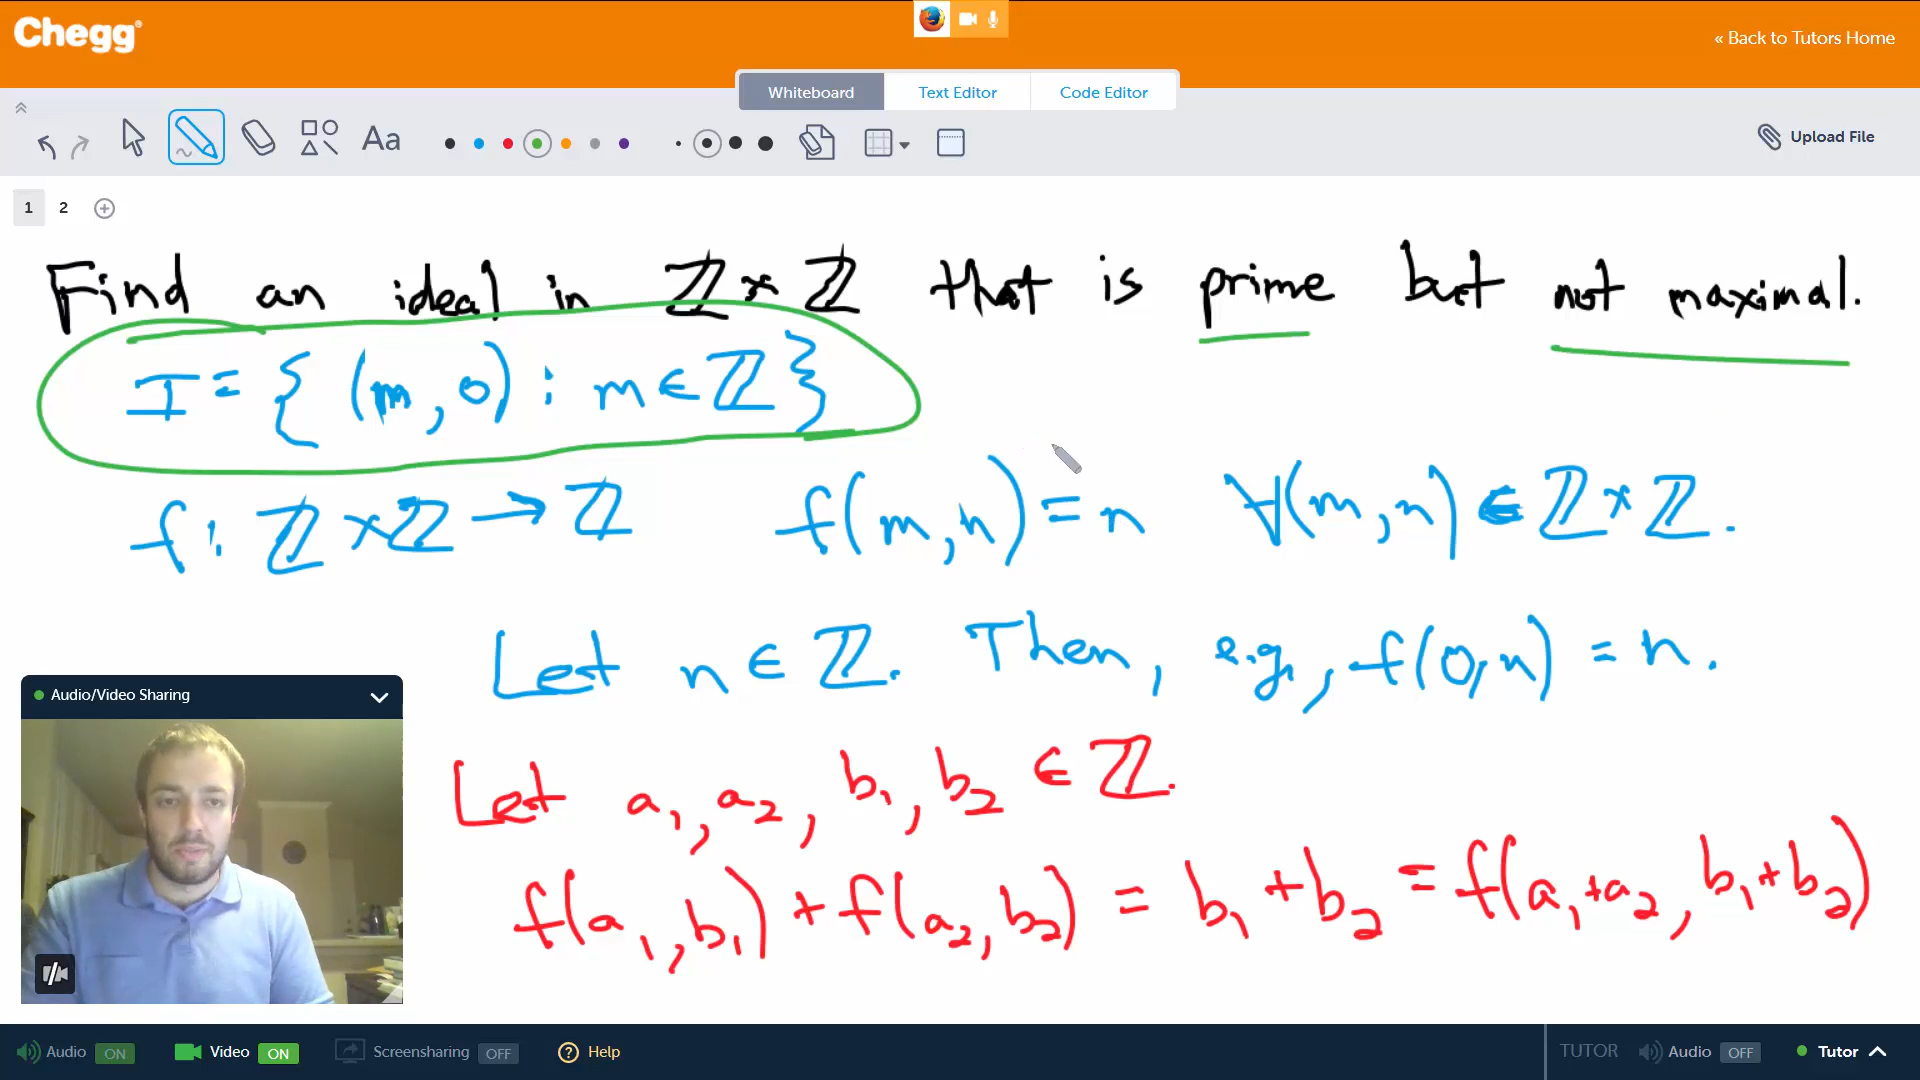 Chegg
« Back to Tutors Home
Whiteboard Text Editor Code Editor
Aa
Upload File
1 2
Find an ideal in ℤ×ℤ that is prime but not maximal.
I = { (m,0) : m∈ℤ }
f: ℤ×ℤ → ℤ f(m,n) = n ∀(m,n) ∈ ℤ×ℤ.
Let n∈ℤ. Then, e.g., f(0,n) = n.
Audio/Video Sharing
Let a₁, a₂, b₁, b₂ ∈ ℤ.
f(a₁,b₁) + f(a₂,b₂) = b₁+b₂ = f(a₁+a₂, b₁+b₂)
Audio ON Video ON Screensharing OFF ? Help TUTOR Audio OFF Tutor